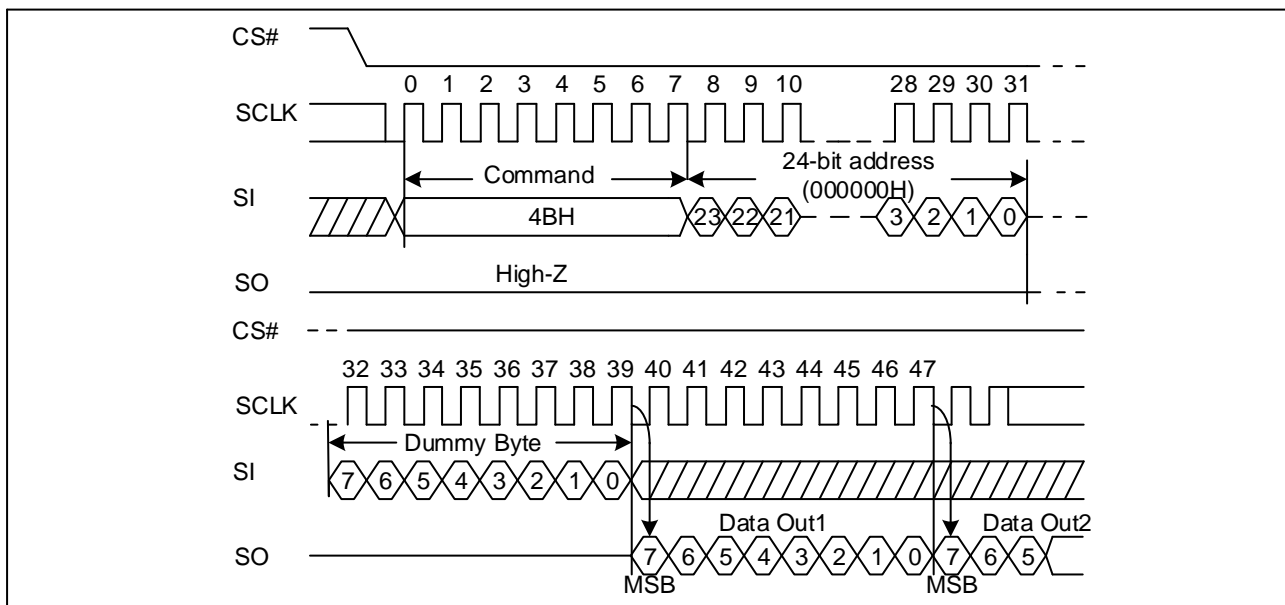 CS#
0 1 2 3 4 5 6 7 8 9 10 28 29 30 31
SCLK
Command
24-bit address
(000000H)
SI
4BH
23 22 21 3 2 1 0
High-Z
SO
CS#
32 33 34 35 36 37 38 39 40 41 42 43 44 45 46 47
SCLK
Dummy Byte
SI
7 6 5 4 3 2 1 0
Data Out1 Data Out2
SO
7 6 5 4 3 2 1 0 7 6 5
MSB MSB